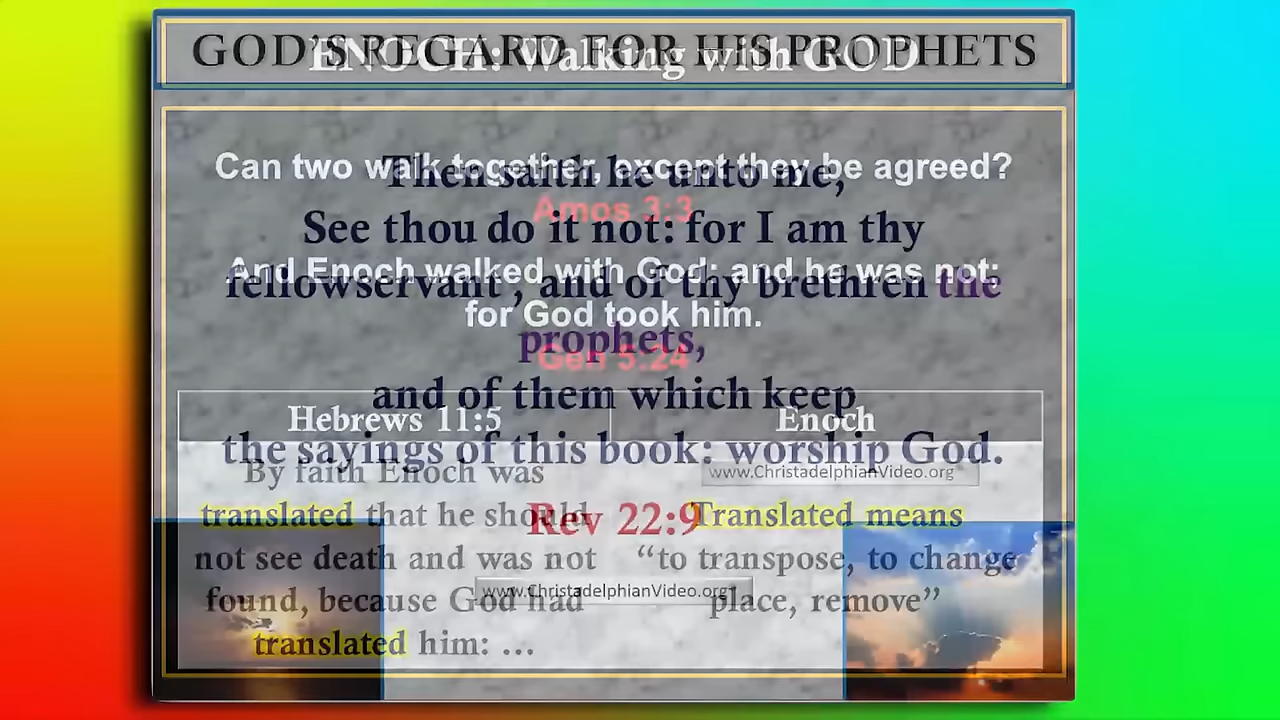 GOD'S REGARD FOR HIS PROPHETS
ENOCH: Walking with GOD
Can two walk together, except they be agreed?
Amos 3:3
And Enoch walked with God: and he was not;
for God took him.
Gen 5:24
Then saith he unto me,
See thou do it not: for I am thy
fellowservant, and of thy brethren the
prophets,
and of them which keep
the sayings of this book: worship God.
Rev 22:9
Hebrews 11:5
By faith Enoch was
translated that he should
not see death and was not
found, because God had
translated him: ...
Enoch
www.ChristadelphianVideo.org
Translated means
“to transpose, to change
place, remove”
www.ChristadelphianVideo.org